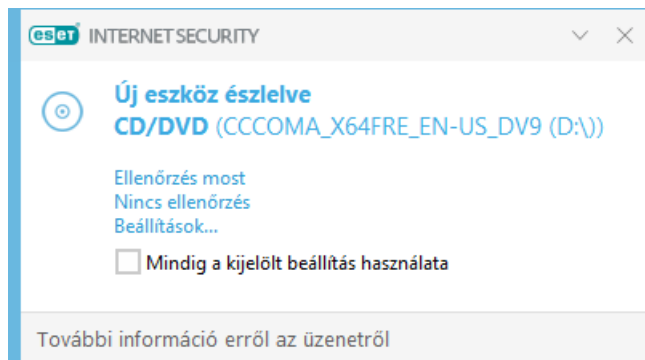 eset INTERNET SECURITY
Új eszköz észlelve
CD/DVD (CCCOMA_X64FRE_EN-US_DV9 (D:\))
Ellenőrzés most
Nincs ellenőrzés
Beállítások...
Mindig a kijelölt beállítás használata
További információ erről az üzenetről